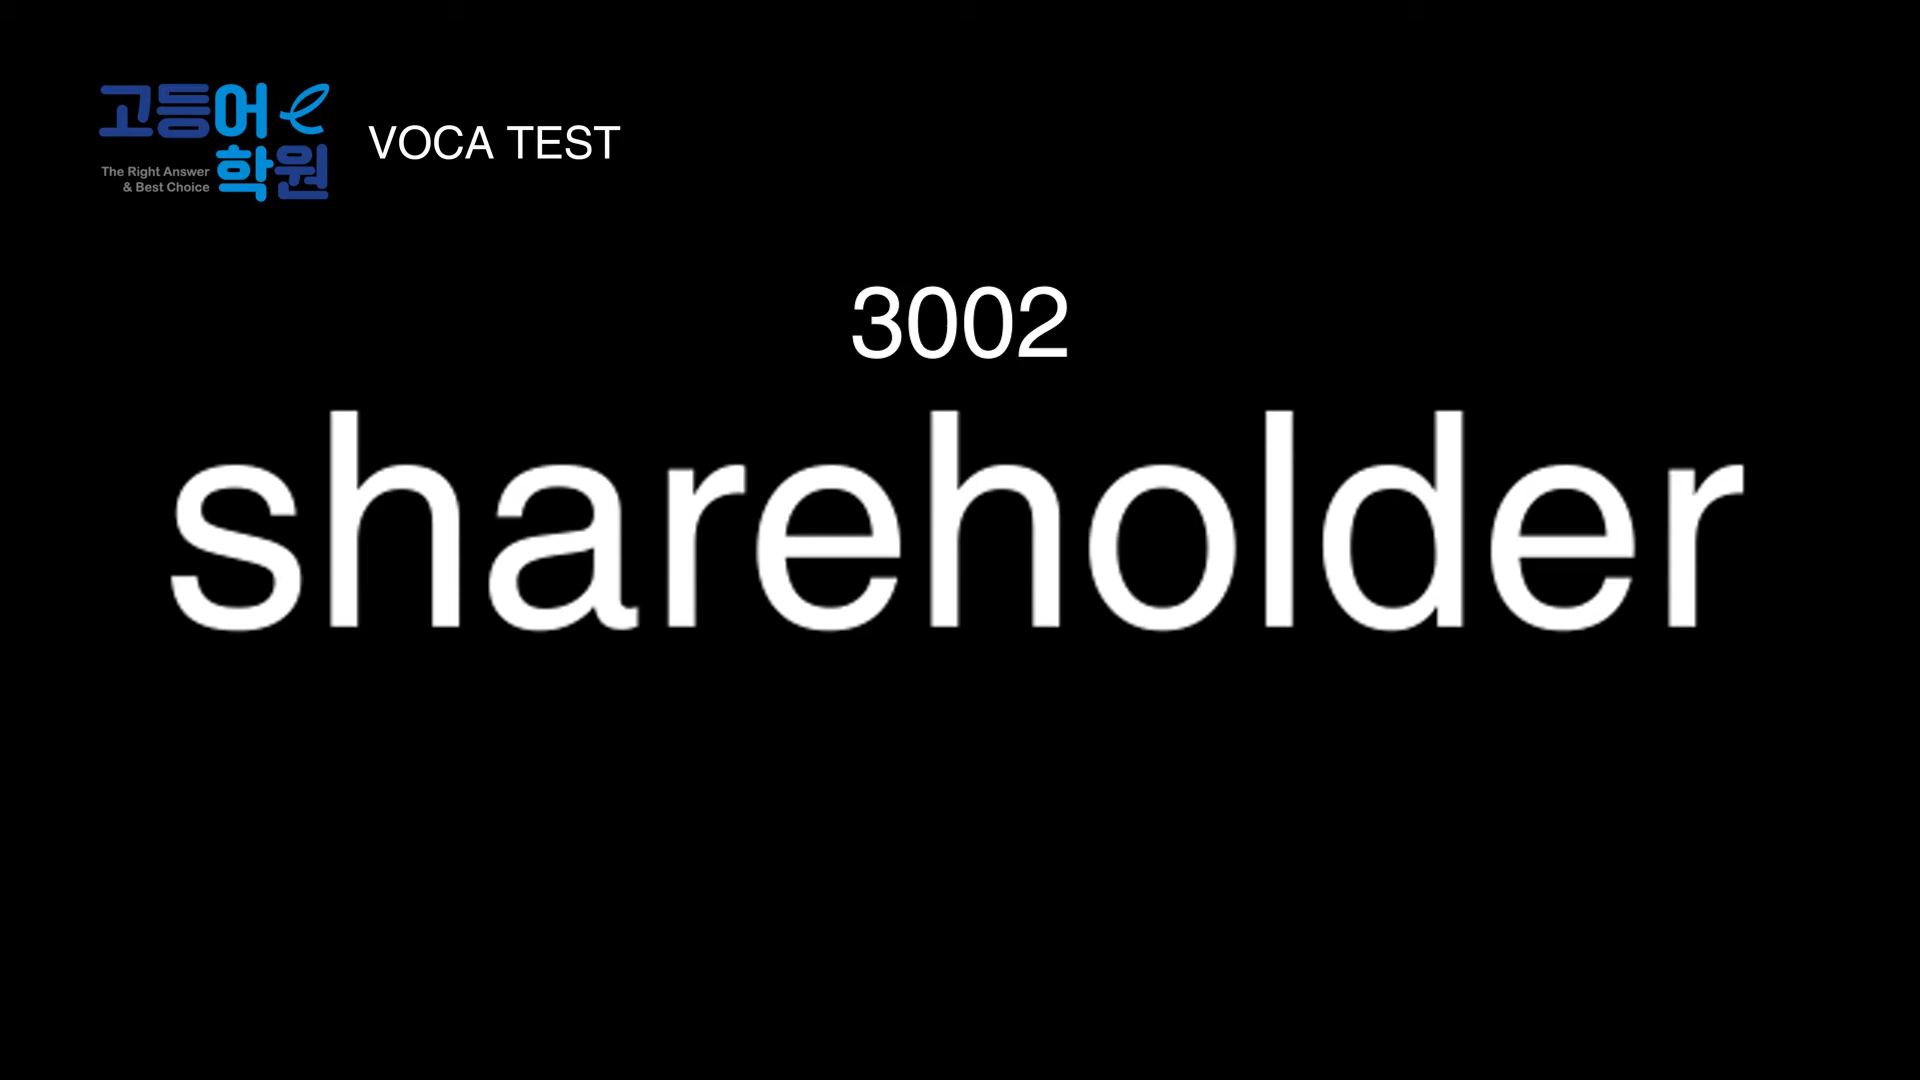 고등어
학원
The Right Answer
& Best Choice
VOCA TEST
3002
shareholder